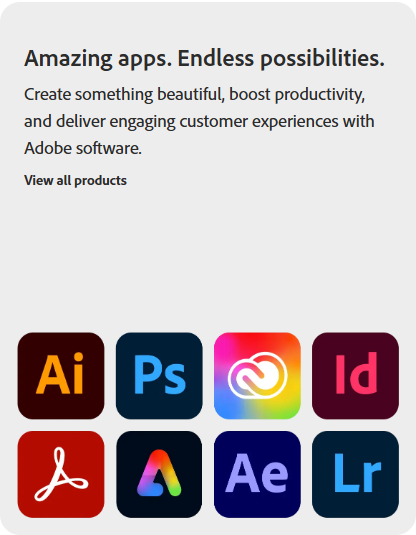 Amazing apps. Endless possibilities.
Create something beautiful, boost productivity,
and deliver engaging customer experiences with
Adobe software.
View all products
Ai Ps Id
Ae Lr